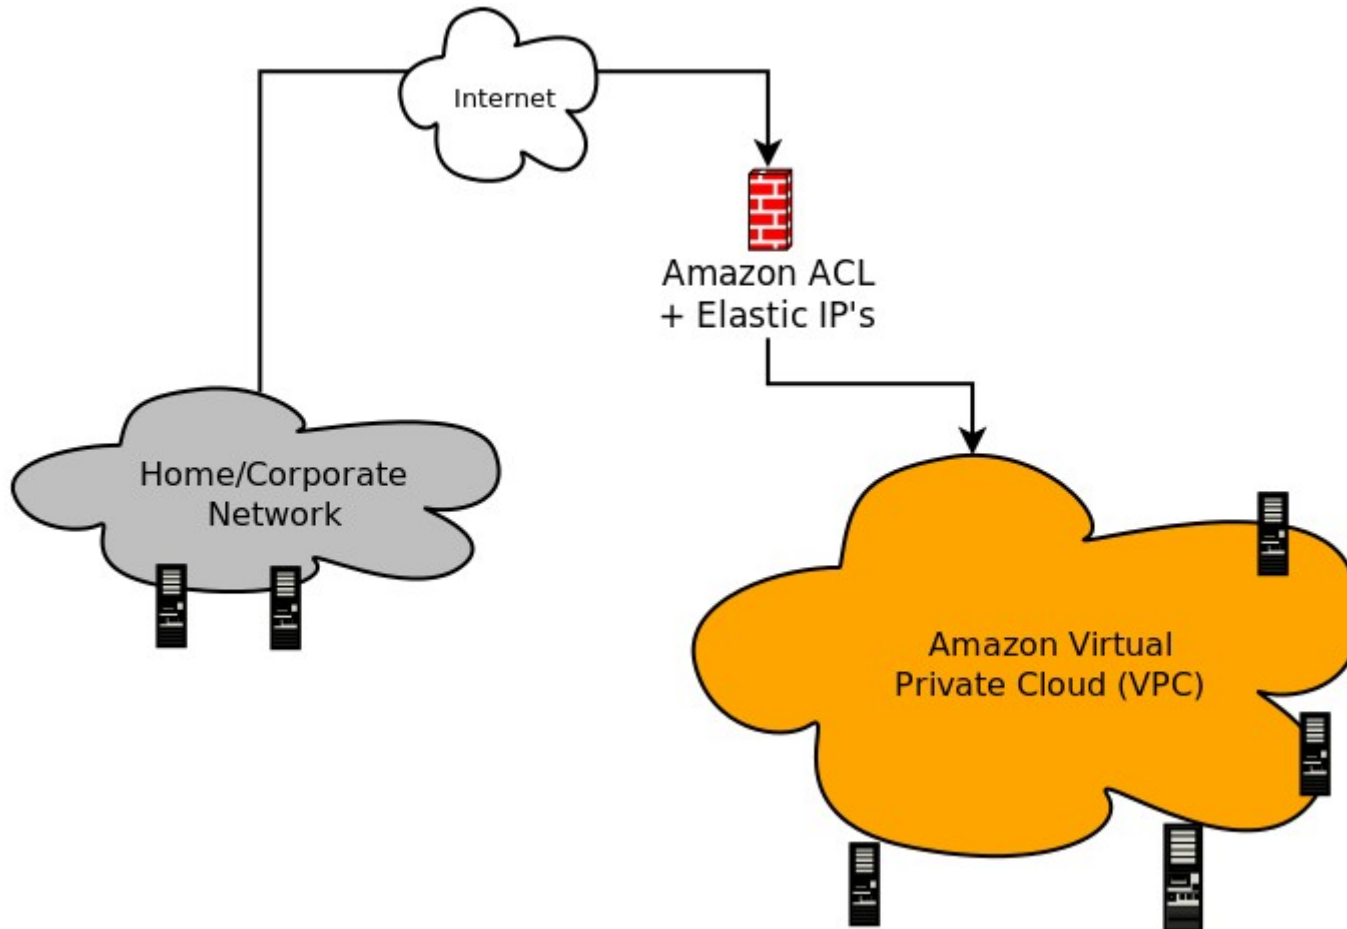 Internet
Amazon ACL
+ Elastic IP's
Home/Corporate
Network
Amazon Virtual
Private Cloud (VPC)